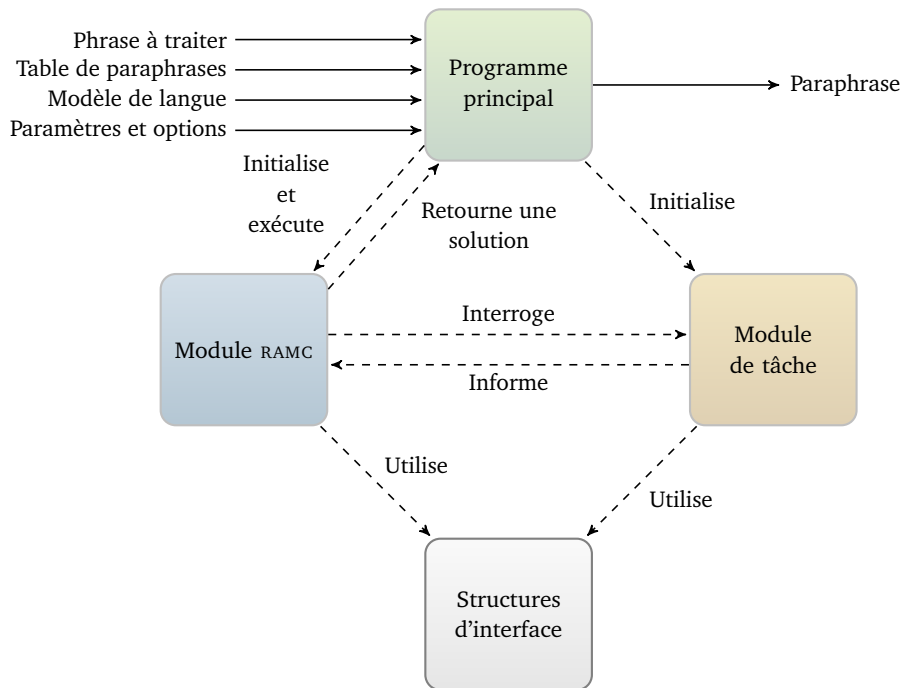 Phrase à traiter
Table de paraphrases
Modèle de langue
Paramètres et options
Programme
principal
Paraphrase
Initialise
et
exécute
Retourne une
solution
Initialise
Module RAMC
Interroge
Informe
Module
de tâche
Utilise
Utilise
Structures
d'interface